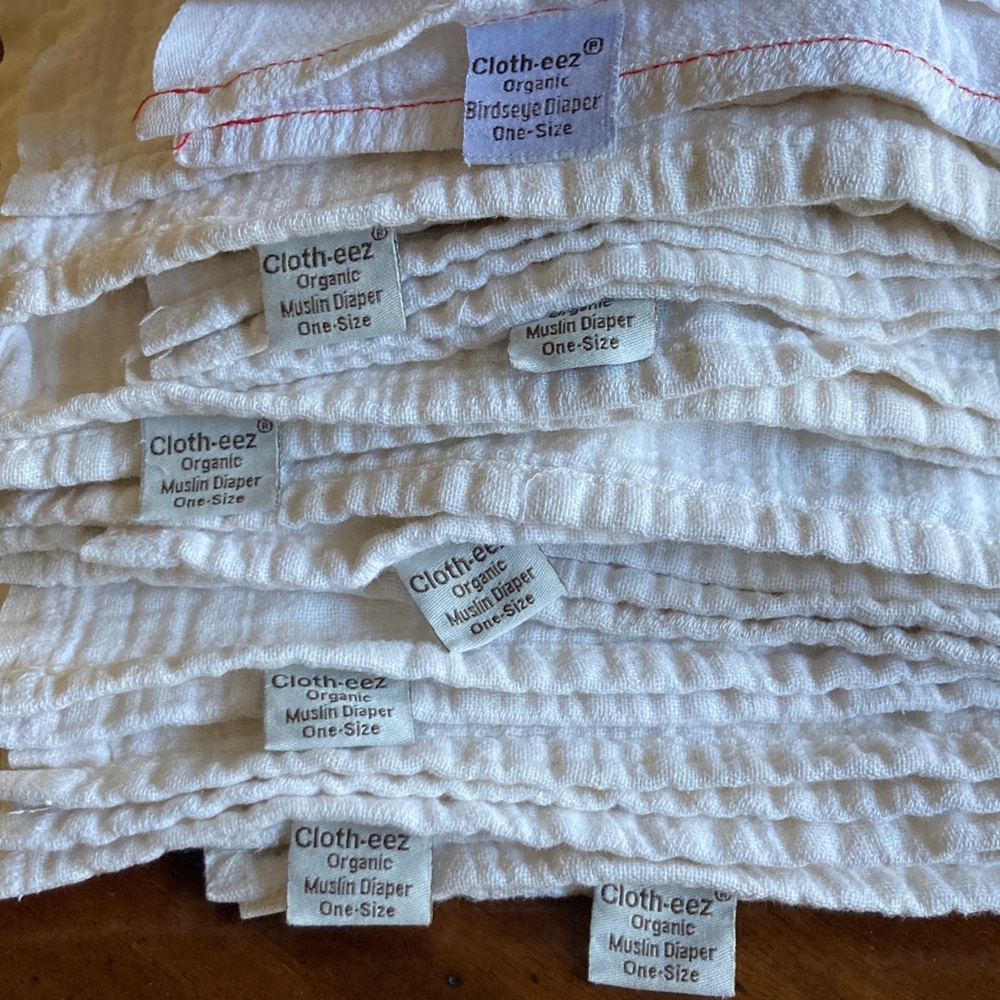 Cloth-eez®
Organic
Birdseye Diaper
One-Size
Cloth-eez®
Organic
Muslin Diaper
One-Size
Organic
Muslin Diaper
One-Size
Cloth-eez®
Organic
Muslin Diaper
One-Size
Cloth-eez
Organic
Muslin Diaper
One-Size
Cloth-eez
Organic
Muslin Diaper
One-Size
Cloth-eez
Organic
Muslin Diaper
One-Size
Cloth-eez®
Organic
Muslin Diaper
One-Size